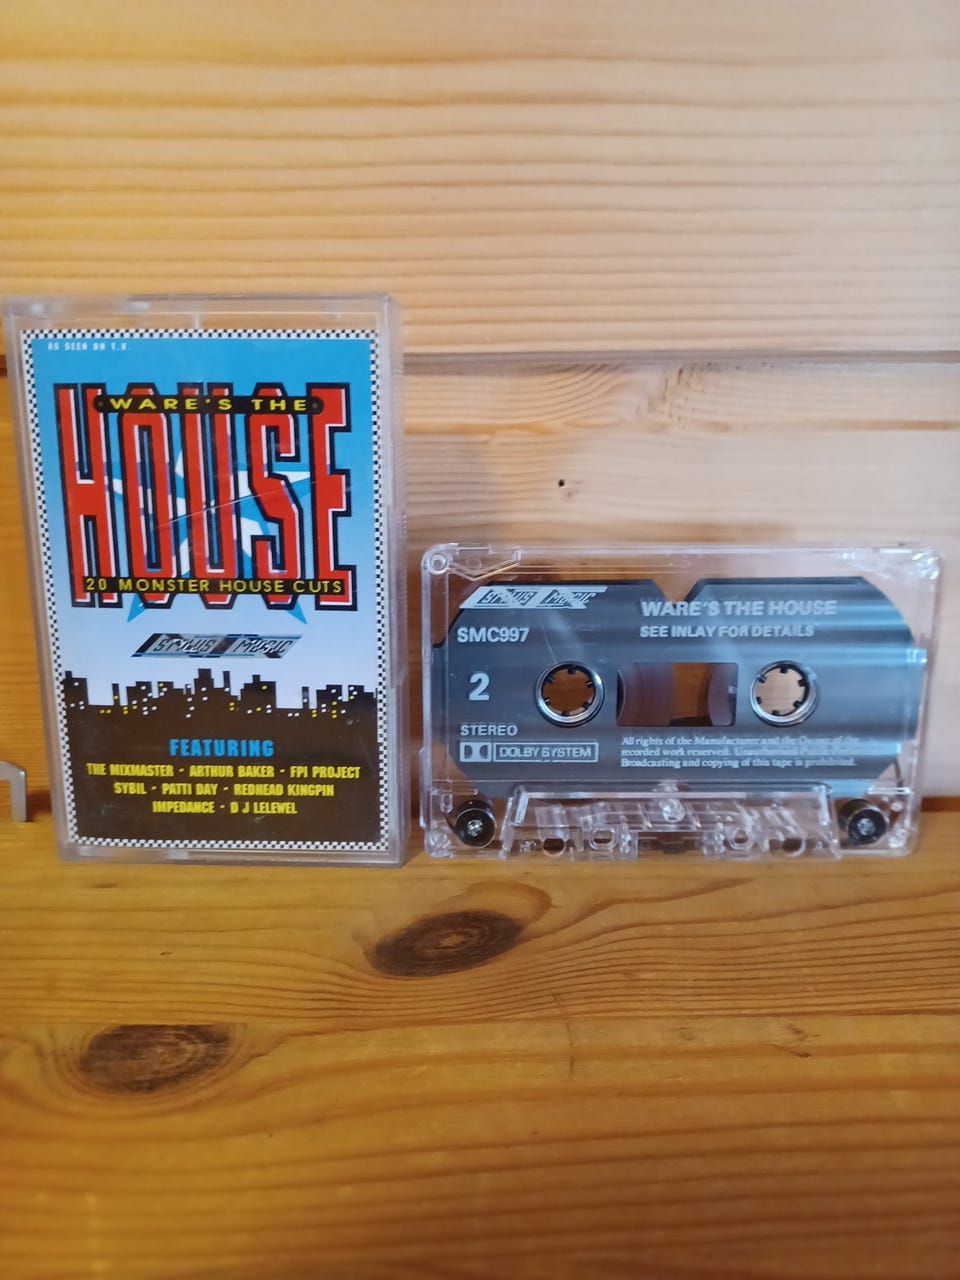 AS SEEN ON T.V.
WARE'S THE
HOUSE
20 MONSTER HOUSE CUTS
STYLUS MUSIC
FEATURING
THE MIXMASTER - ARTHUR BAKER - FPI PROJECT
SYBIL - PATTI DAY - REDHEAD KINGPIN
IMPEDANCE - D J LELEWEL
STYLUS MUSIC
WARE'S THE HOUSE
SMC997
SEE INLAY FOR DETAILS
2
STEREO
DOLBY SYSTEM
All rights of the Manufacturer and the Owner of the
recorded work reserved. Unauthorised Public
Broadcasting and copying of this tape is prohibited.